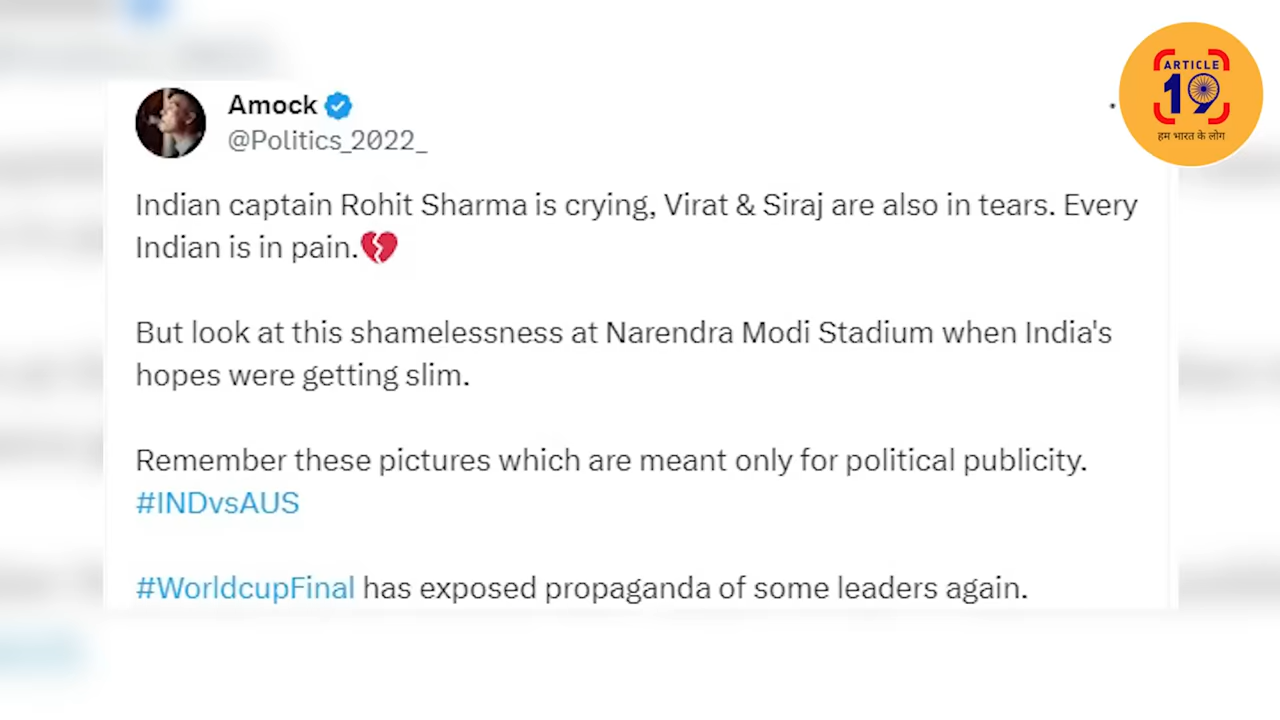 Amock
@Politics_2022_
Indian captain Rohit Sharma is crying, Virat & Siraj are also in tears. Every
Indian is in pain.💔
But look at this shamelessness at Narendra Modi Stadium when India's
hopes were getting slim.
Remember these pictures which are meant only for political publicity.
#INDvsAUS
#WorldcupFinal has exposed propaganda of some leaders again.
ARTICLE
19
हम भारत के लोग